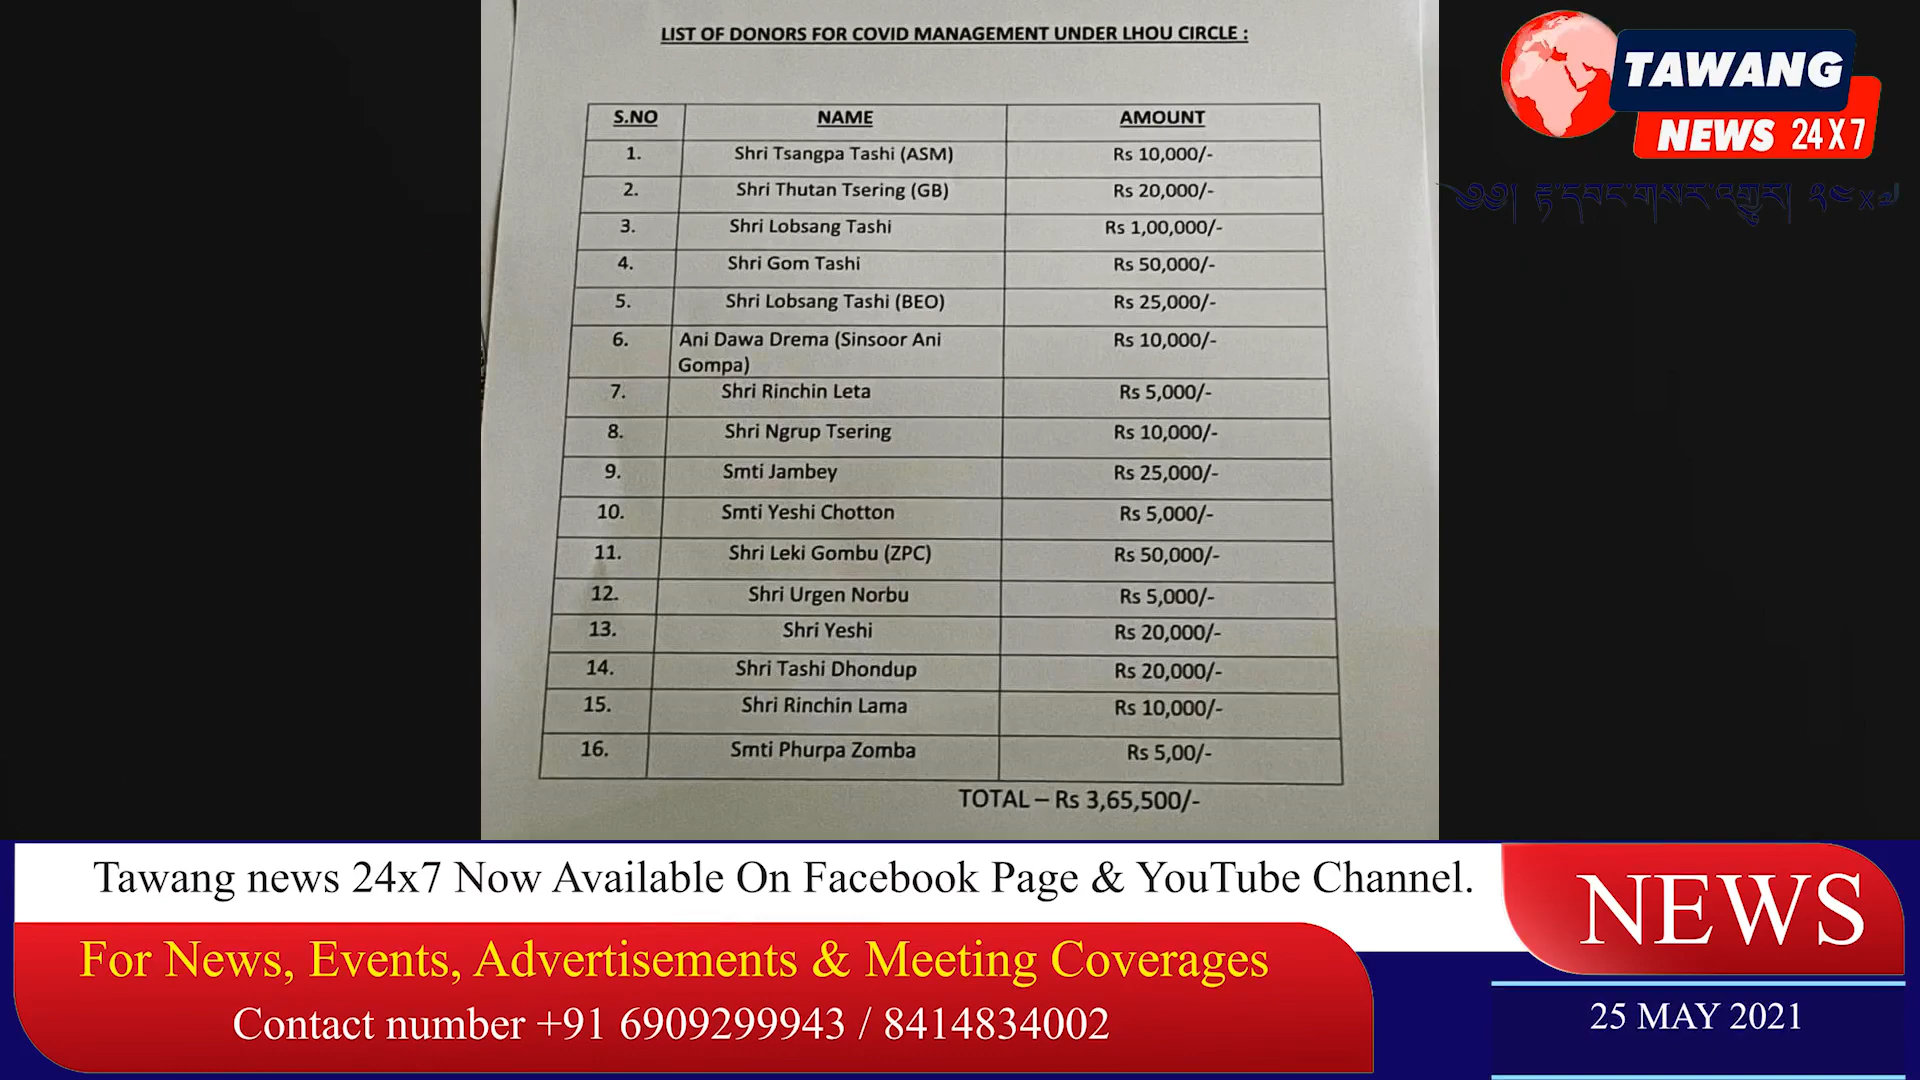 LIST OF DONORS FOR COVID MANAGEMENT UNDER LHOU CIRCLE :
S.NO NAME AMOUNT
1. Shri Tsangpa Tashi (ASM) Rs 10,000/-
2. Shri Thutan Tsering (GB) Rs 20,000/-
3. Shri Lobsang Tashi Rs 1,00,000/-
4. Shri Gom Tashi Rs 50,000/-
5. Shri Lobsang Tashi (BEO) Rs 25,000/-
6. Ani Dawa Drema (Sinsoor Ani Rs 10,000/-
Gompa)
7. Shri Rinchin Leta Rs 5,000/-
8. Shri Ngrup Tsering Rs 10,000/-
9. Smti Jambey Rs 25,000/-
10. Smti Yeshi Chotton Rs 5,000/-
11. Shri Leki Gombu (ZPC) Rs 50,000/-
12. Shri Urgen Norbu Rs 5,000/-
13. Shri Yeshi Rs 20,000/-
14. Shri Tashi Dhondup Rs 20,000/-
15. Shri Rinchin Lama Rs 10,000/-
16. Smti Phurpa Zomba Rs 5,00/-
TOTAL – Rs 3,65,500/-
TAWANG
NEWS 24X7
༄༅། རྟ་དབང་གསར་འགྱུར། ༢༤x༧
Tawang news 24x7 Now Available On Facebook Page & YouTube Channel.
For News, Events, Advertisements & Meeting Coverages
Contact number +91 6909299943 / 8414834002
NEWS
25 MAY 2021